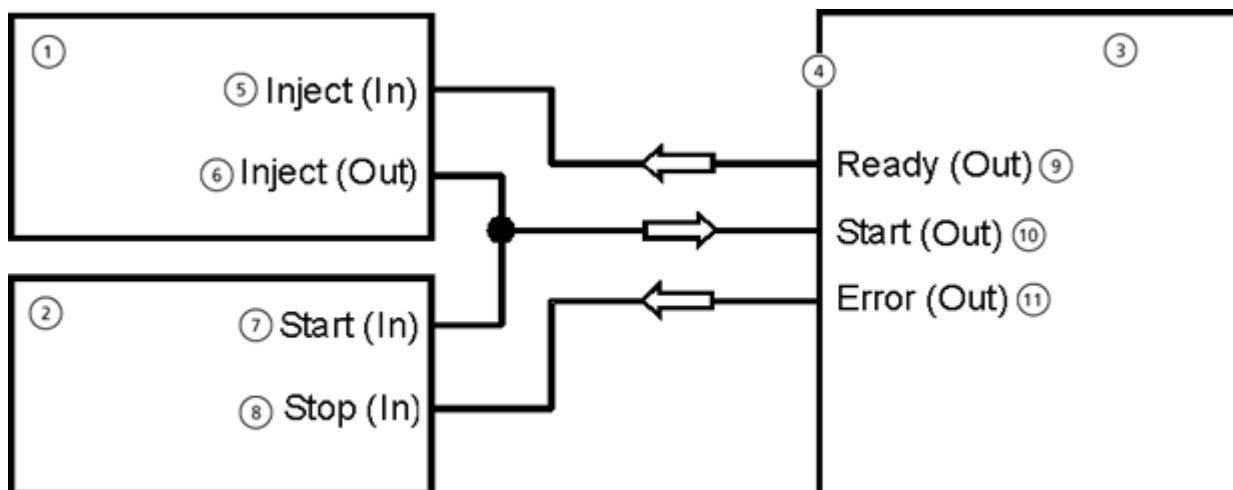 ①
⑤ Inject (In)
⑥ Inject (Out)
②
⑦ Start (In)
⑧ Stop (In)
③
④
Ready (Out) ⑨
Start (Out) ⑩
Error (Out) ⑪